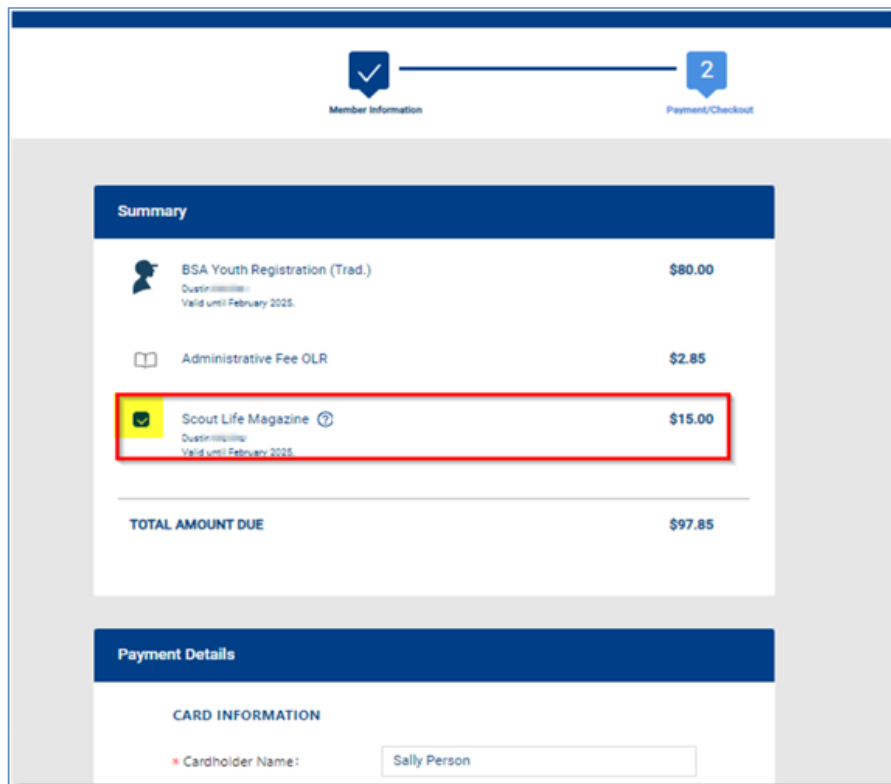 2
Member Information
Payment/Checkout
Summary
BSA Youth Registration (Trad.)
$80.00
Dustin
Valid until February 2025.
Administrative Fee OLR
$2.85
Scout Life Magazine ?
$15.00
Dustin
Valid until February 2025.
TOTAL AMOUNT DUE
$97.85
Payment Details
CARD INFORMATION
* Cardholder Name:
Sally Person